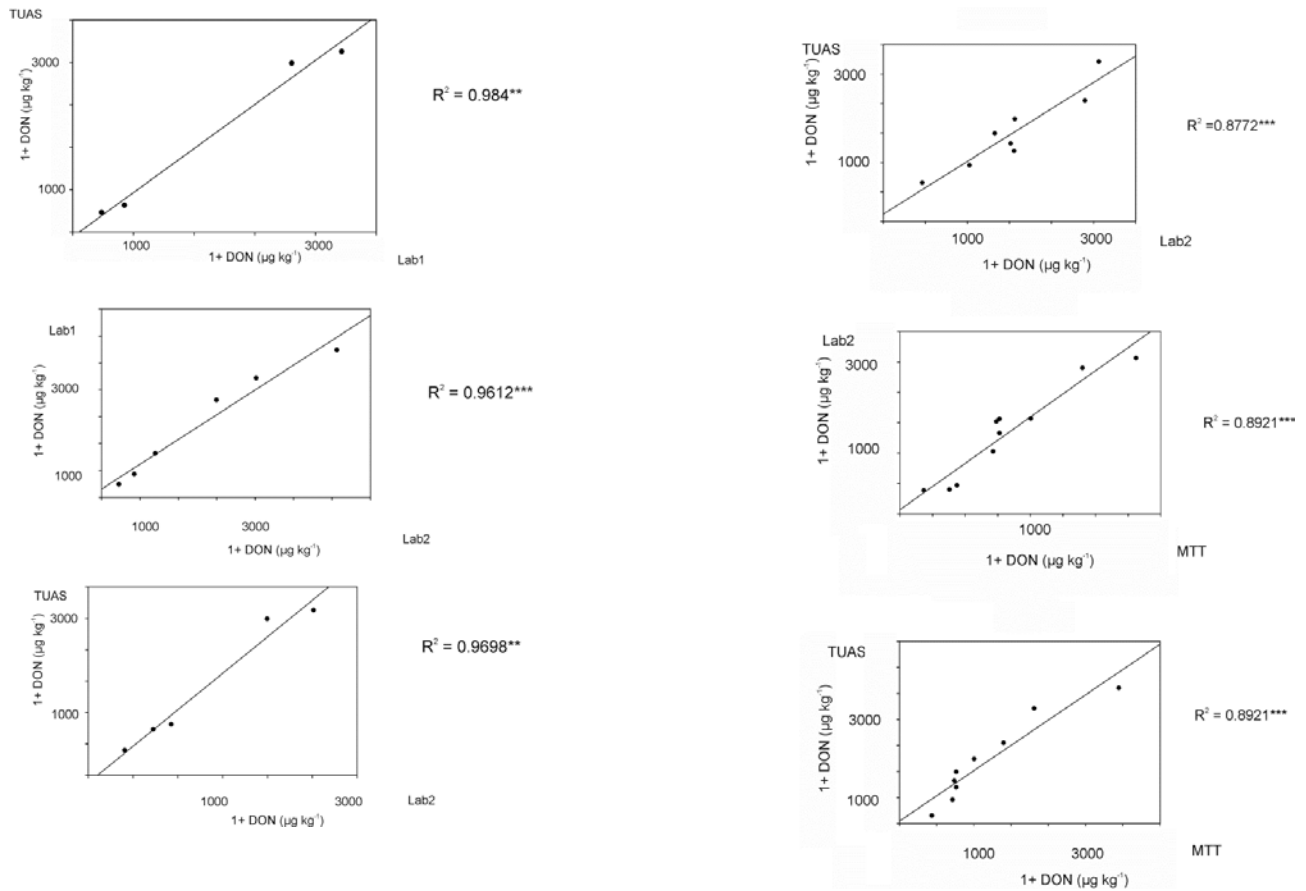 TUAS
1+ DON (µg kg⁻¹)
3000
1000
1000 3000
1+ DON (µg kg⁻¹)
Lab1
R² = 0.984**
Lab1
1+ DON (µg kg⁻¹)
3000
1000
1000 3000
1+ DON (µg kg⁻¹)
Lab2
R² = 0.9612***
TUAS
1+ DON (µg kg⁻¹)
3000
1000
1000 3000
1+ DON (µg kg⁻¹)
Lab2
R² = 0.9698**
TUAS
1+ DON (µg kg⁻¹)
3000
1000
1000 3000
1+ DON (µg kg⁻¹)
Lab2
R² =0.8772***
Lab2
1+ DON (µg kg⁻¹)
3000
1000
1000
1+ DON (µg kg⁻¹)
MTT
R² = 0.8921***
TUAS
1+ DON (µg kg⁻¹)
3000
1000
1000 3000
1+ DON (µg kg⁻¹)
MTT
R² = 0.8921***